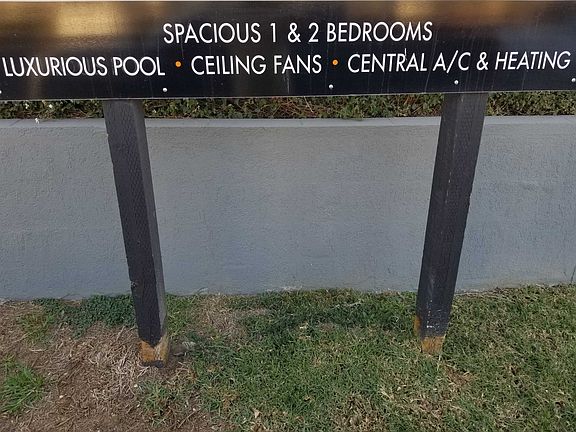 SPACIOUS 1 & 2 BEDROOMS
LUXURIOUS POOL • CEILING FANS • CENTRAL A/C & HEATING